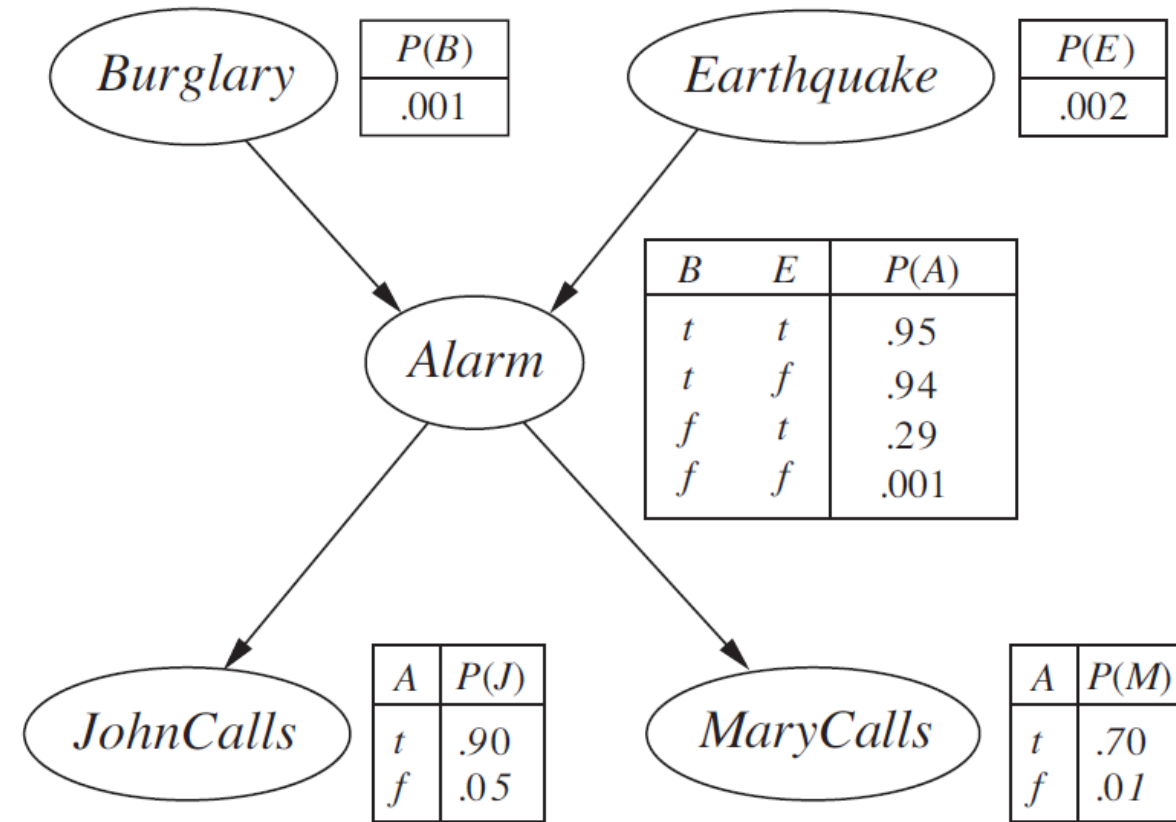 Burglary
P(B)
.001
Earthquake
P(E)
.002
B E P(A)
t t .95
t f .94
f t .29
f f .001
Alarm
JohnCalls
A P(J)
t .90
f .05
MaryCalls
A P(M)
t .70
f .01